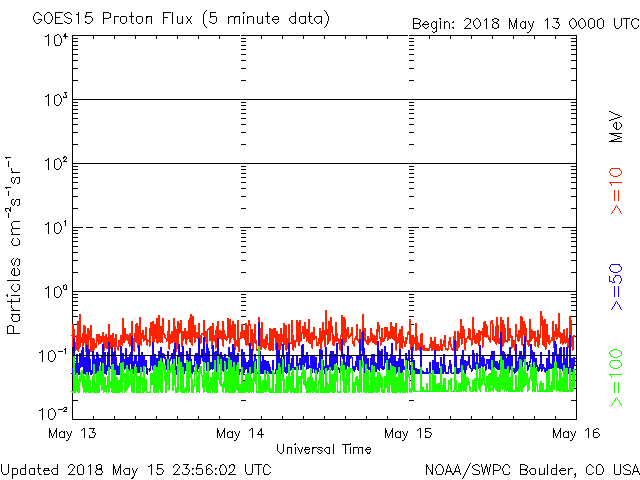 GOES15 Proton Flux (5 minute data)
Begin: 2018 May 13 0000 UTC
10⁴
10³
10²
10¹
10⁰
10⁻¹
10⁻²
Particles cm⁻²s⁻¹sr⁻¹
MeV
>=10
>=50
>=100
May 13
May 14
May 15
May 16
Universal Time
Updated 2018 May 15 23:56:02 UTC
NOAA/SWPC Boulder, CO USA